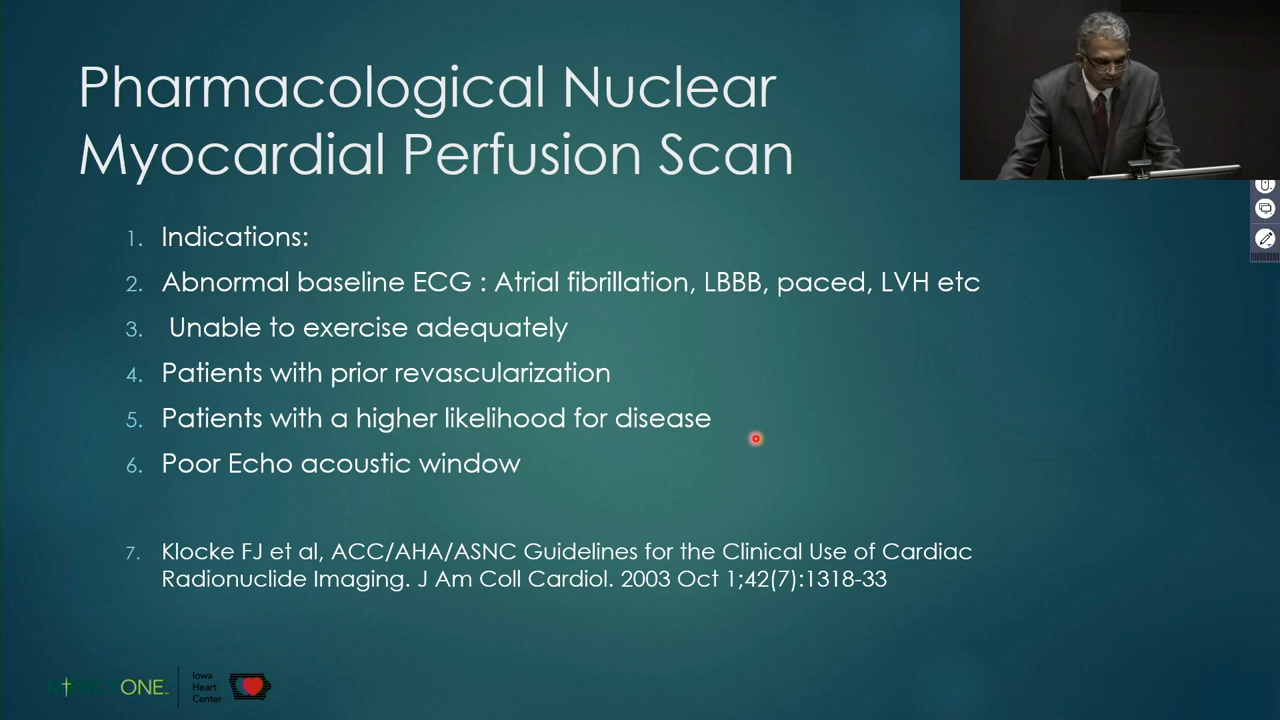 Pharmacological Nuclear
Myocardial Perfusion Scan
1. Indications:
2. Abnormal baseline ECG : Atrial fibrillation, LBBB, paced, LVH etc
3. Unable to exercise adequately
4. Patients with prior revascularization
5. Patients with a higher likelihood for disease
6. Poor Echo acoustic window
7. Klocke FJ et al, ACC/AHA/ASNC Guidelines for the Clinical Use of Cardiac
Radionuclide Imaging. J Am Coll Cardiol. 2003 Oct 1;42(7):1318-33
MERCYONE
Iowa
Heart
Center